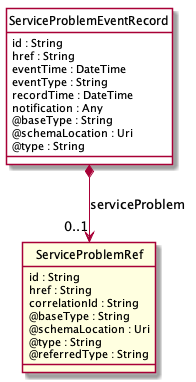 ServiceProblemEventRecord
id : String
href : String
eventTime : DateTime
eventType : String
recordTime : DateTime
notification : Any
@baseType : String
@schemaLocation : Uri
@type : String
serviceProblem
0..1
ServiceProblemRef
id : String
href : String
correlationId : String
@baseType : String
@schemaLocation : Uri
@type : String
@referredType : String